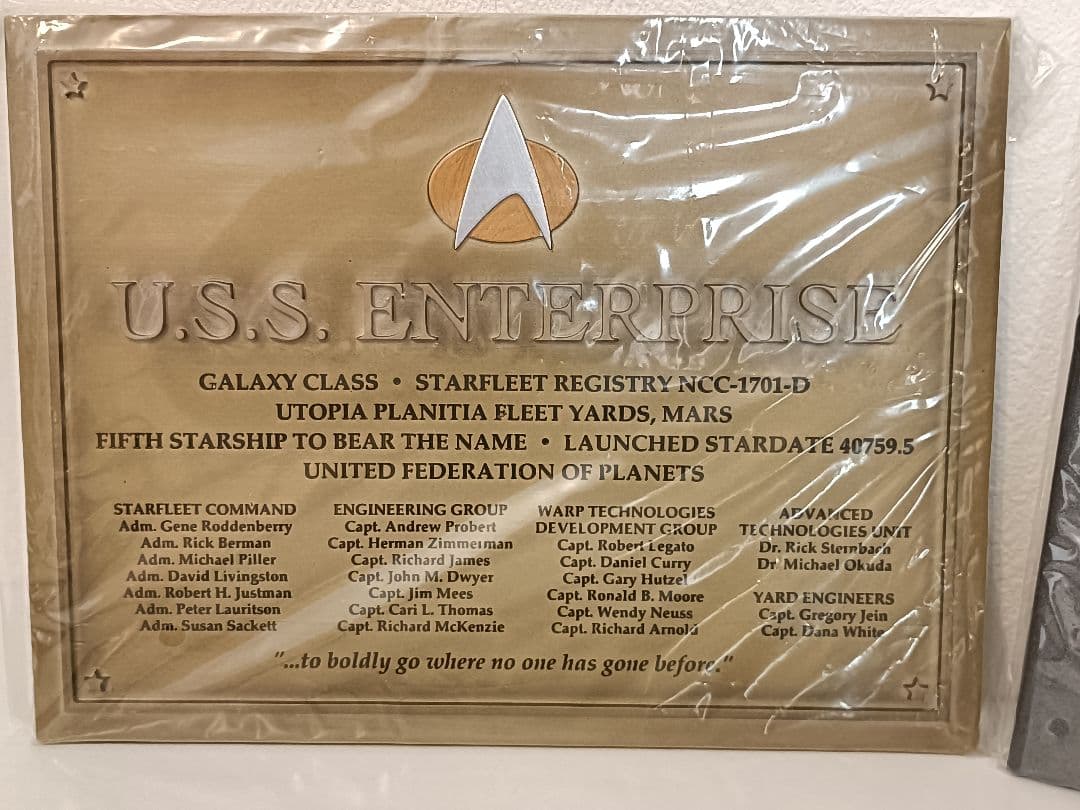 U.S.S. ENTERPRISE
GALAXY CLASS • STARFLEET REGISTRY NCC-1701-D
UTOPIA PLANITIA FLEET YARDS, MARS
FIFTH STARSHIP TO BEAR THE NAME • LAUNCHED STARDATE 40759.5
UNITED FEDERATION OF PLANETS
STARFLEET COMMAND
Adm. Gene Roddenberry
Adm. Rick Berman
Adm. Michael Piller
Adm. David Livingston
Adm. Robert H. Justman
Adm. Peter Lauritson
Adm. Susan Sackett
ENGINEERING GROUP
Capt. Andrew Probert
Capt. Herman Zimmerman
Capt. Richard James
Capt. John M. Dwyer
Capt. Jim Mees
Capt. Cari L. Thomas
Capt. Richard McKenzie
WARP TECHNOLOGIES
DEVELOPMENT GROUP
Capt. Robert Legato
Capt. Daniel Curry
Capt. Gary Hutzel
Capt. Ronald B. Moore
Capt. Wendy Neuss
Capt. Richard Arnold
ADVANCED
TECHNOLOGIES UNIT
Dr. Rick Sternbach
Dr Michael Okuda
YARD ENGINEERS
Capt. Gregory Jein
Capt. Dana White
"...to boldly go where no one has gone before."